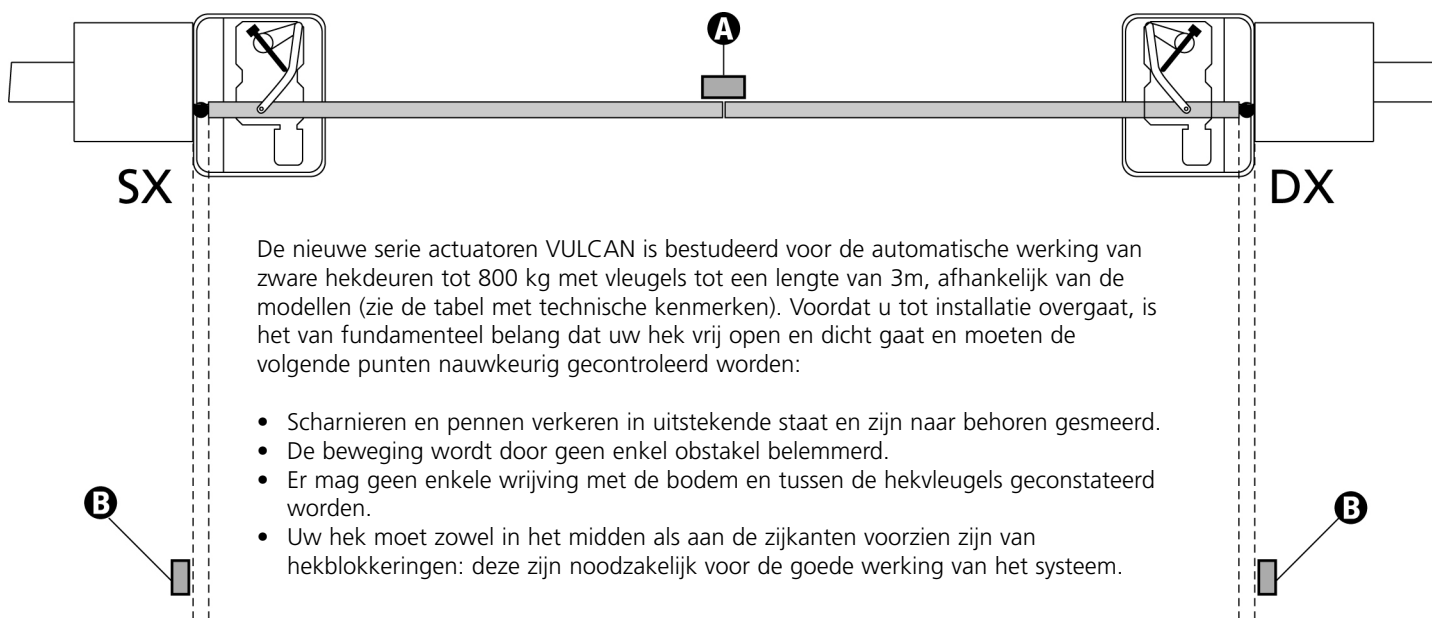 A
SX
DX
De nieuwe serie actuatoren VULCAN is bestudeerd voor de automatische werking van
zware hekdeuren tot 800 kg met vleugels tot een lengte van 3m, afhankelijk van de
modellen (zie de tabel met technische kenmerken). Voordat u tot installatie overgaat, is
het van fundamenteel belang dat uw hek vrij open en dicht gaat en moeten de
volgende punten nauwkeurig gecontroleerd worden:
• Scharnieren en pennen verkeren in uitstekende staat en zijn naar behoren gesmeerd.
• De beweging wordt door geen enkel obstakel belemmerd.
• Er mag geen enkele wrijving met de bodem en tussen de hekvleugels geconstateerd
worden.
• Uw hek moet zowel in het midden als aan de zijkanten voorzien zijn van
hekblokkeringen: deze zijn noodzakelijk voor de goede werking van het systeem.
B
B